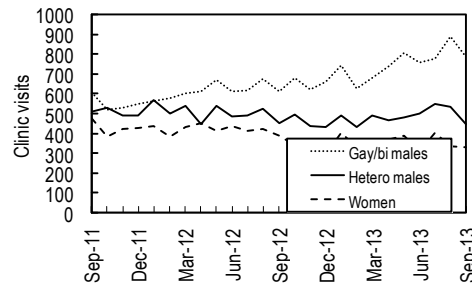 1000
900
800
700
600
500
400
300
200
100
0
Clinic visits
Gay/bi males
Hetero males
Women
Sep-11
Dec-11
Mar-12
Jun-12
Sep-12
Dec-12
Mar-13
Jun-13
Sep-13